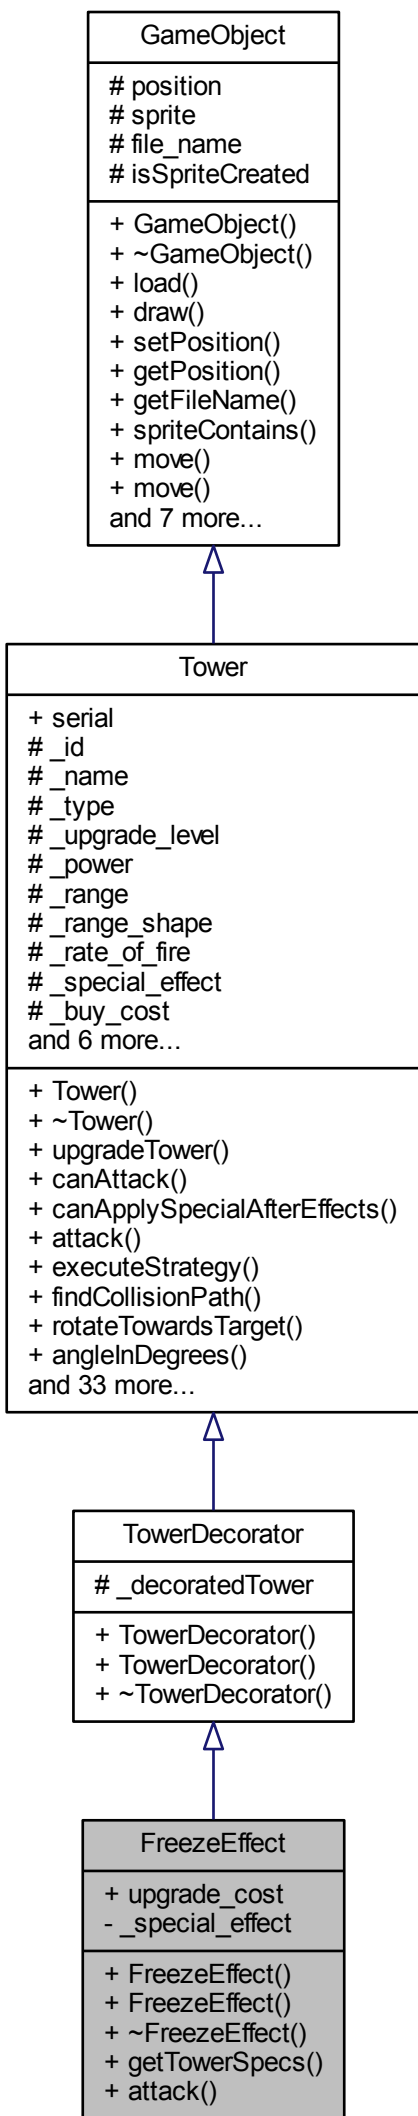 GameObject
# position
# sprite
# file_name
# isSpriteCreated
+ GameObject()
+ ~GameObject()
+ load()
+ draw()
+ setPosition()
+ getPosition()
+ getFileName()
+ spriteContains()
+ move()
+ move()
and 7 more...
Tower
+ serial
# _id
# _name
# _type
# _upgrade_level
# _power
# _range
# _range_shape
# _rate_of_fire
# _special_effect
# _buy_cost
and 6 more...
+ Tower()
+ ~Tower()
+ upgradeTower()
+ canAttack()
+ canApplySpecialAfterEffects()
+ attack()
+ executeStrategy()
+ findCollisionPath()
+ rotateTowardsTarget()
+ angleInDegrees()
and 33 more...
TowerDecorator
# _decoratedTower
+ TowerDecorator()
+ TowerDecorator()
+ ~TowerDecorator()
FreezeEffect
+ upgrade_cost
- _special_effect
+ FreezeEffect()
+ FreezeEffect()
+ ~FreezeEffect()
+ getTowerSpecs()
+ attack()